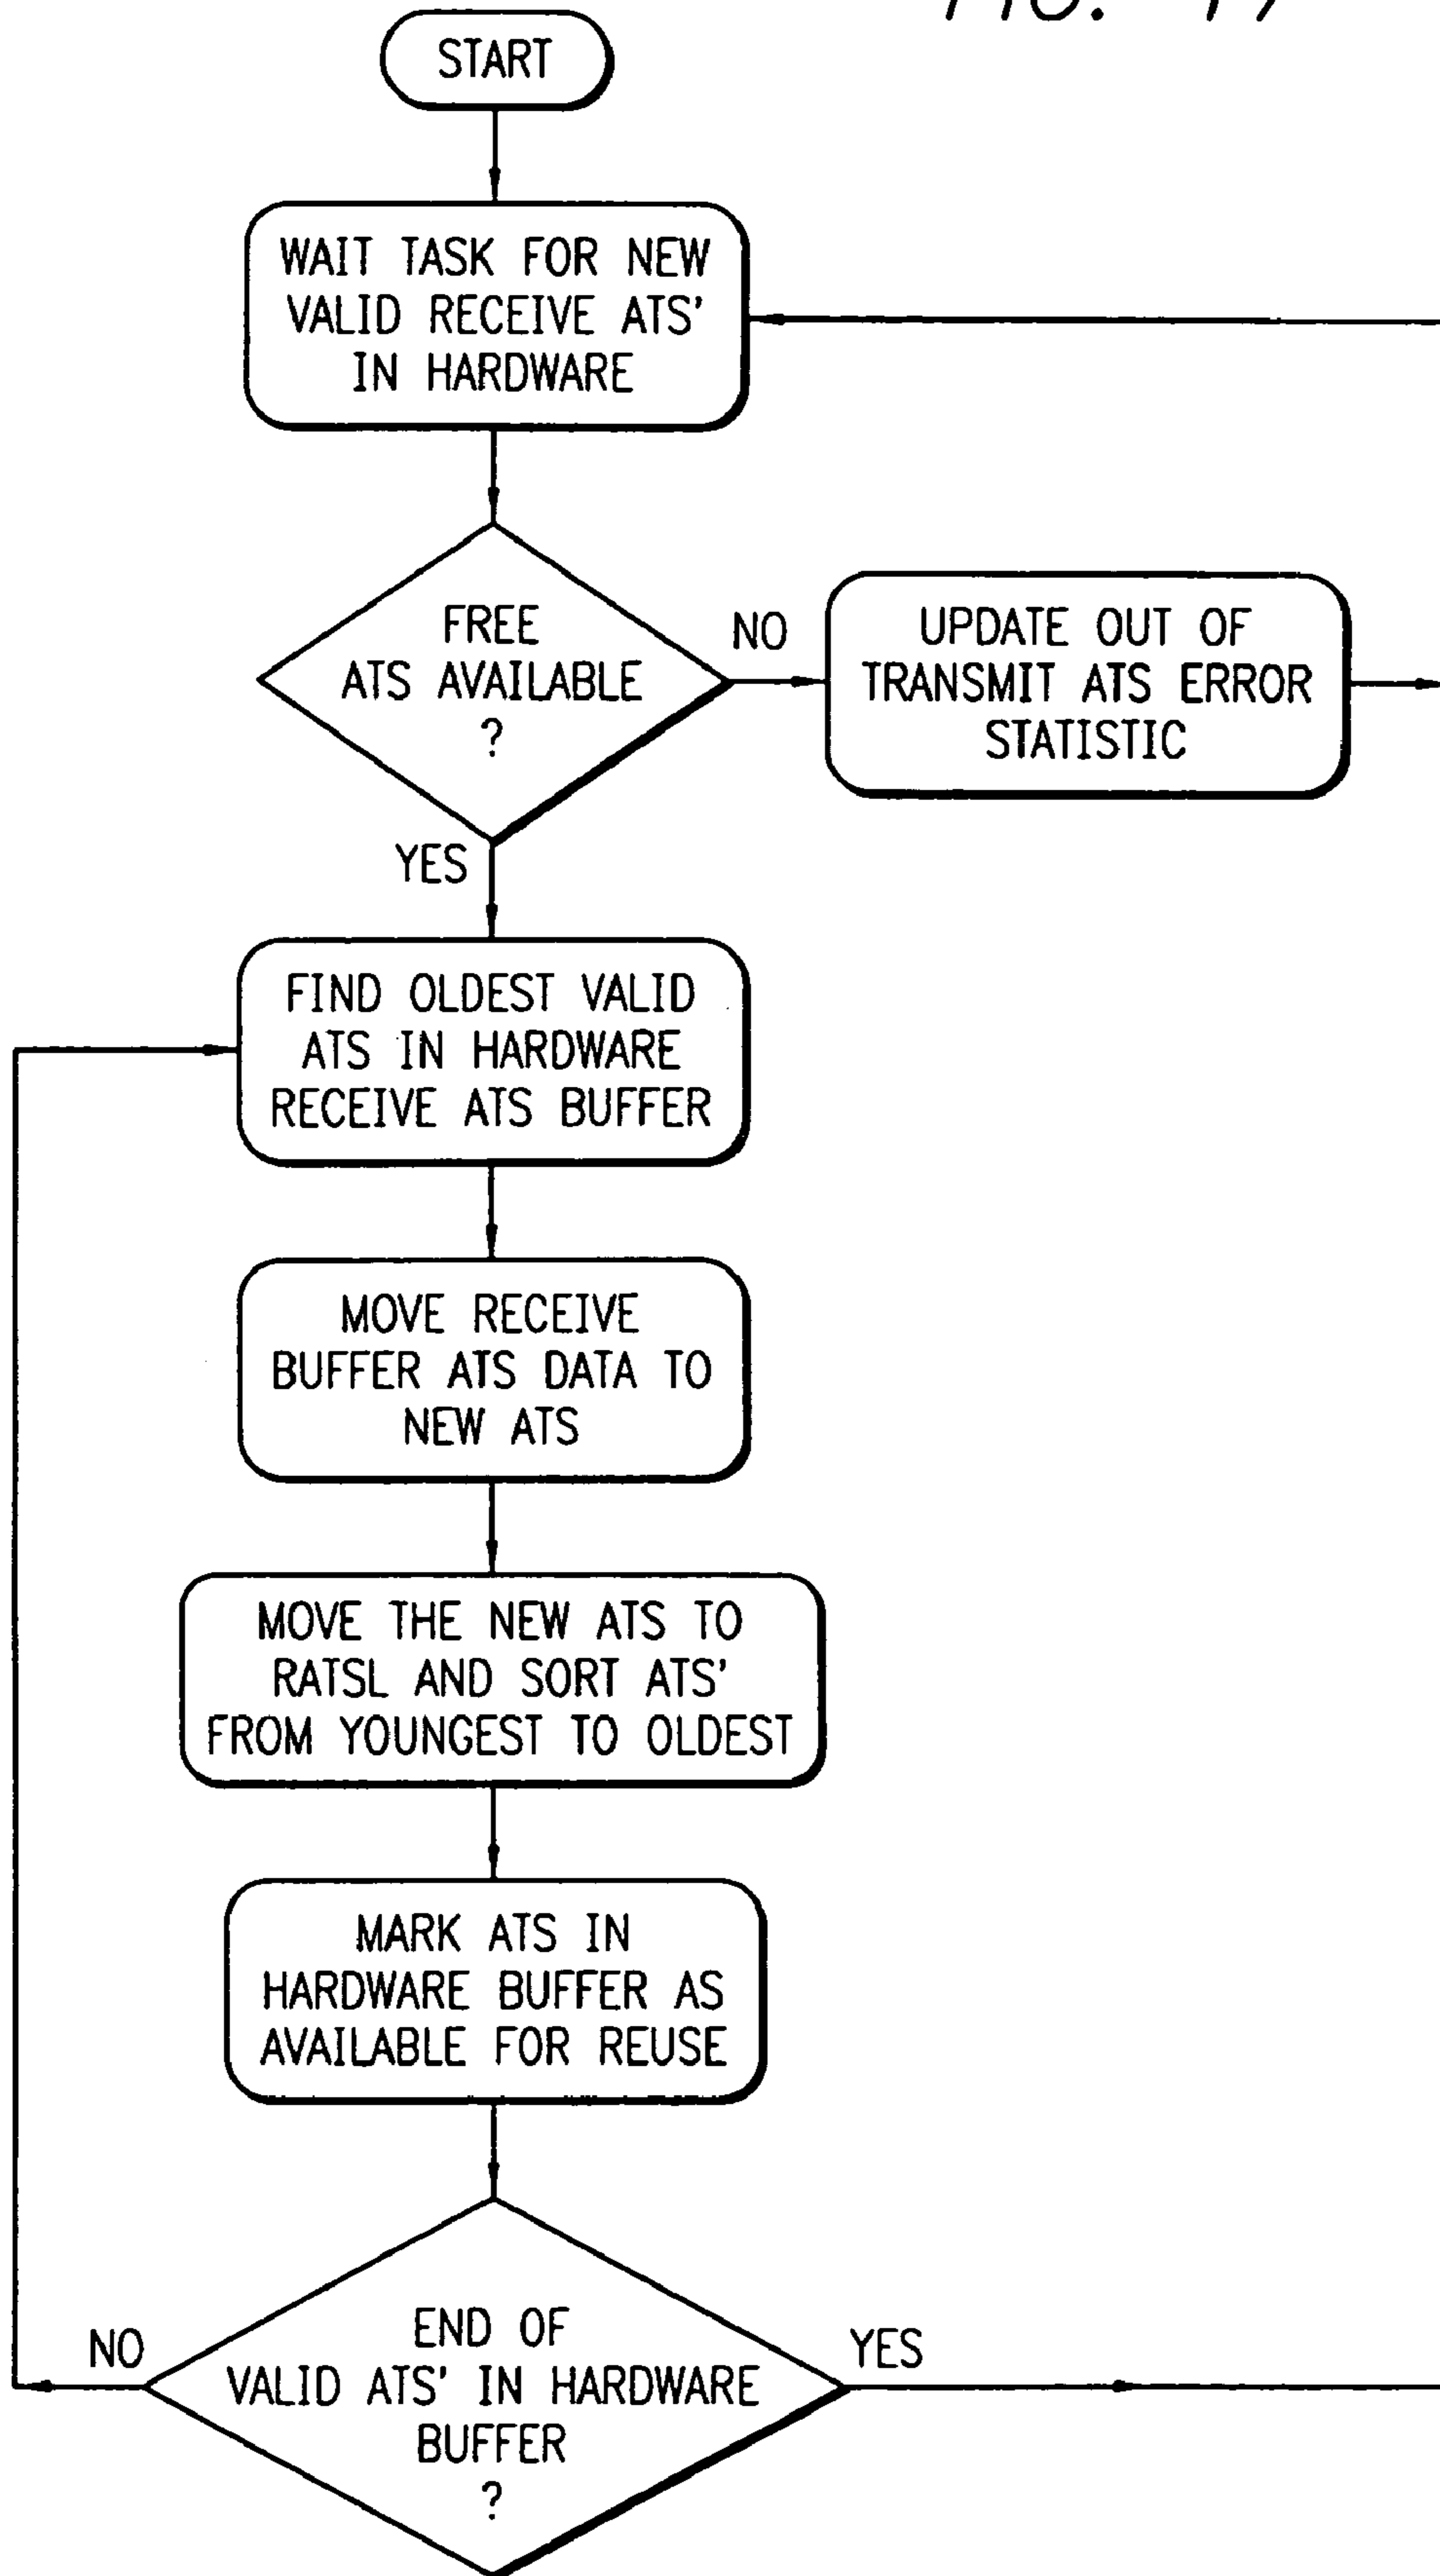 START
WAIT TASK FOR NEW
VALID RECEIVE ATS'
IN HARDWARE
FREE
ATS AVAILABLE
?
NO
UPDATE OUT OF
TRANSMIT ATS ERROR
STATISTIC
YES
FIND OLDEST VALID
ATS IN HARDWARE
RECEIVE ATS BUFFER
MOVE RECEIVE
BUFFER ATS DATA TO
NEW ATS
MOVE THE NEW ATS TO
RATSL AND SORT ATS'
FROM YOUNGEST TO OLDEST
MARK ATS IN
HARDWARE BUFFER AS
AVAILABLE FOR REUSE
NO
END OF
VALID ATS' IN HARDWARE
BUFFER
?
YES